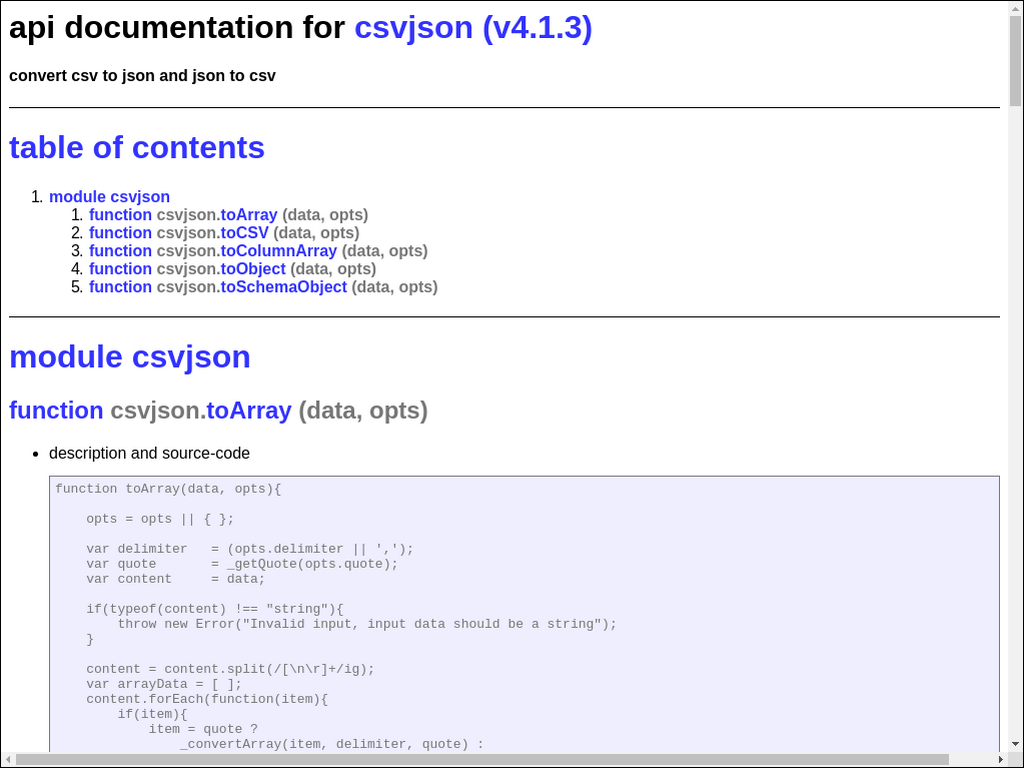 api documentation for csvjson (v4.1.3)
convert csv to json and json to csv
table of contents
1. module csvjson
1. function csvjson.toArray (data, opts)
2. function csvjson.toCSV (data, opts)
3. function csvjson.toColumnArray (data, opts)
4. function csvjson.toObject (data, opts)
5. function csvjson.toSchemaObject (data, opts)
module csvjson
function csvjson.toArray (data, opts)
• description and source-code
function toArray(data, opts){
    opts = opts || { };
    var delimiter   = (opts.delimiter || ',');
    var quote       = _getQuote(opts.quote);
    var content     = data;
    if(typeof(content) !== "string"){
        throw new Error("Invalid input, input data should be a string");
    }
    content = content.split(/[\n\r]+/ig);
    var arrayData = [ ];
    content.forEach(function(item){
        if(item){
            item = quote ?
                _convertArray(item, delimiter, quote) :